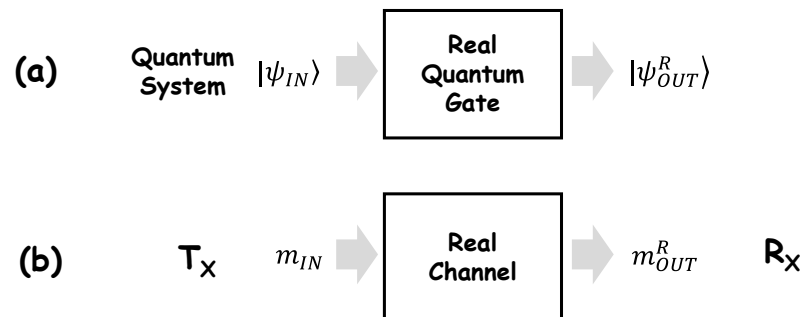 (a) Quantum System |ψ_IN⟩ Real Quantum Gate |ψ^R_OUT⟩
(b) T_X m_IN Real Channel m^R_OUT R_X